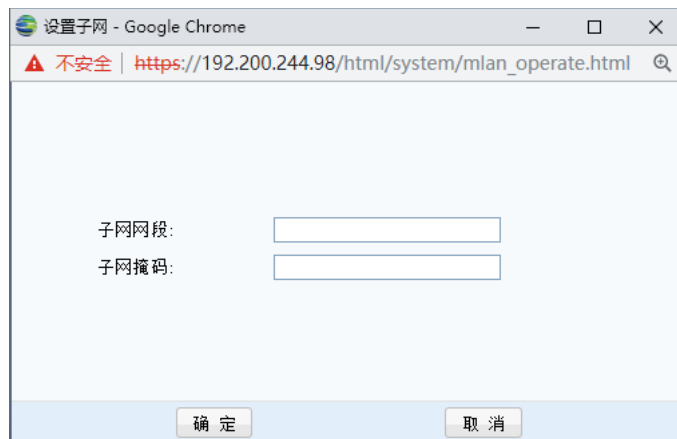 设置子网 - Google Chrome
不安全 | https://192.200.244.98/html/system/mlan_operate.html
子网网段:
子网掩码:
确 定 取 消